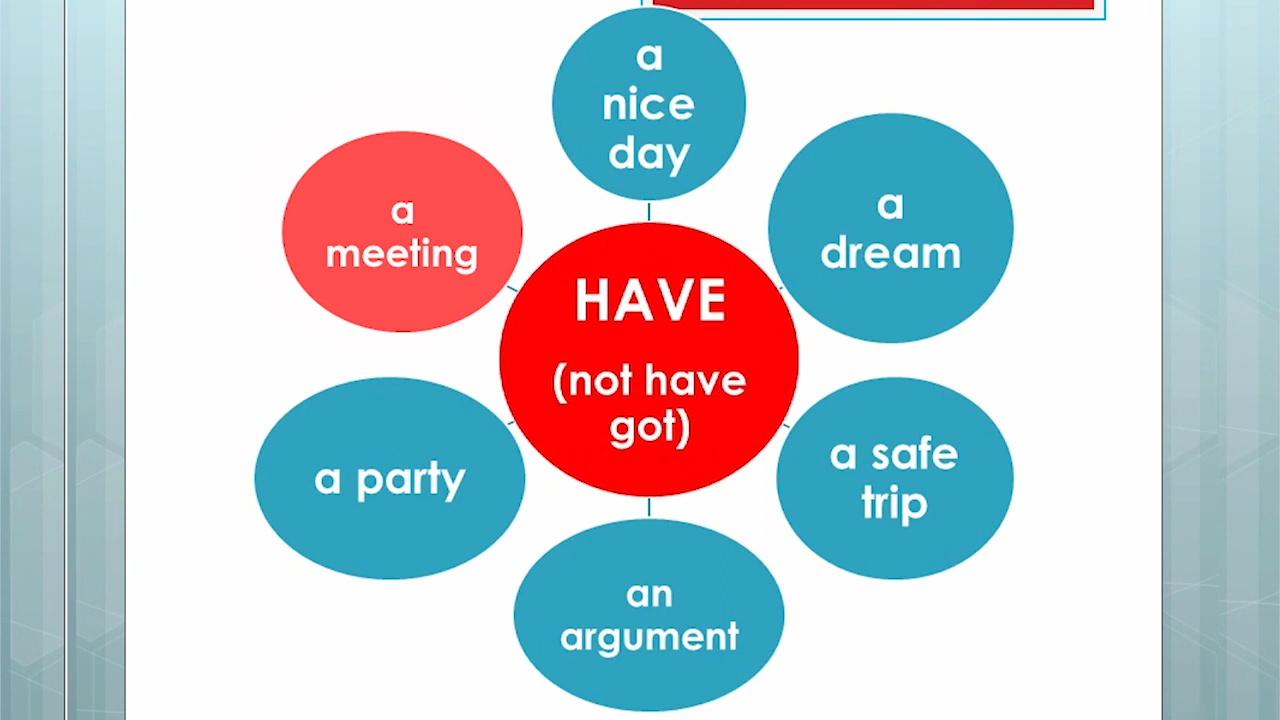 a
nice
day
a
dream
a
meeting
HAVE
(not have
got)
a safe
trip
a party
an
argument